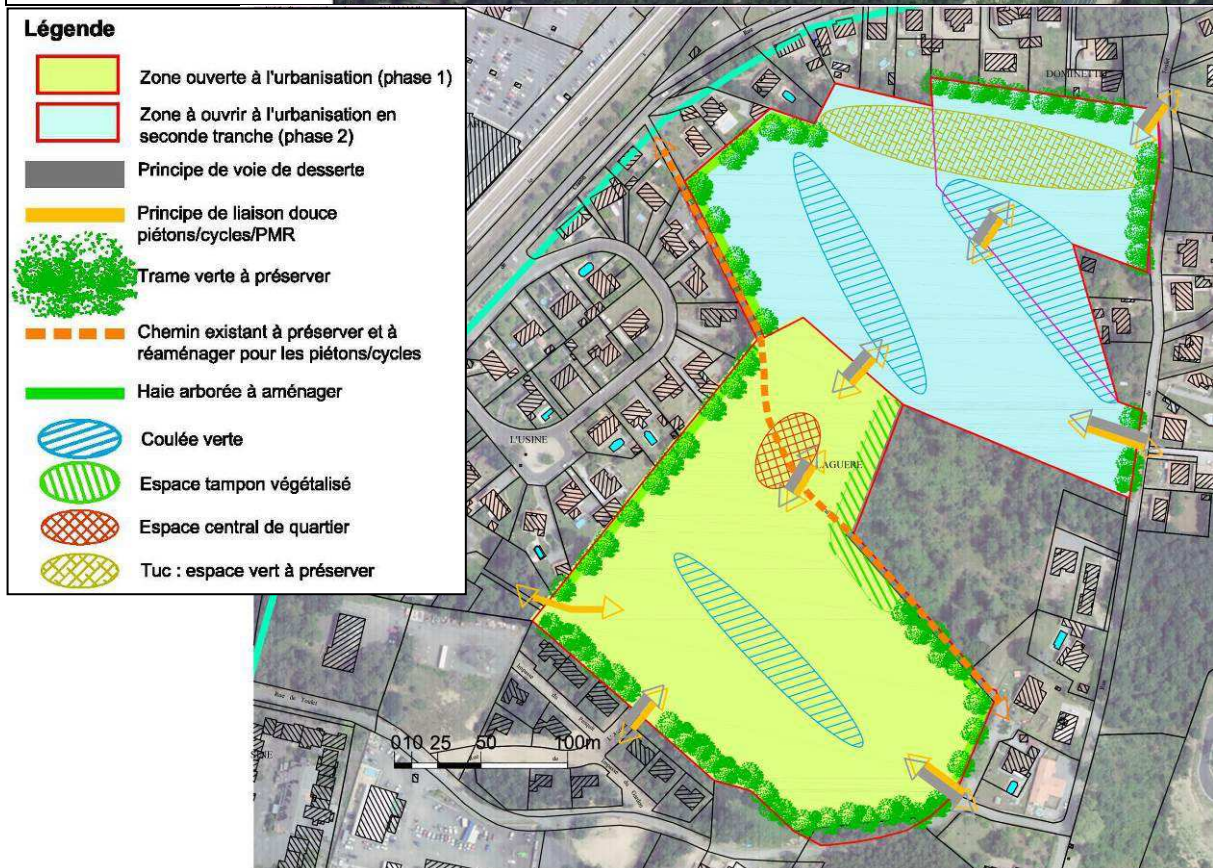 Légende
Zone ouverte à l'urbanisation (phase 1)
Zone à ouvrir à l'urbanisation en
seconde tranche (phase 2)
Principe de voie de desserte
Principe de liaison douce
piétons/cycles/PMR
Trame verte à préserver
Chemin existant à préserver et à
réaménager pour les piétons/cycles
Haie arborée à aménager
Coulée verte
Espace tampon végétalisé
Espace central de quartier
Tuc : espace vert à préserver
L'USINE
LAGUERE
Rue de
010 25 50 100m